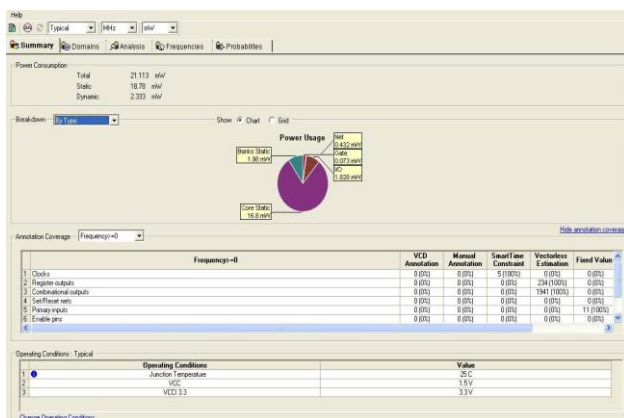 Help
Typical MHz mW
Summary Domains Analysis Frequencies Probabilities
Power Consumption
Total 21.113 mW
Static 18.78 mW
Dynamic 2.333 mW
Breakdown By Type Show Chart Grid
Power Usage
Net
0.432 mW
Gate
0.073 mW
I/O
1.828 mW
Banks Static
1.98 mW
Core Static
16.8 mW
Hide annotation coverage
Annotation Coverage Frequency>=0
Frequency>=0 VCD Annotation Manual Annotation SmartTime Constraint Vectorless Estimation Fixed Value
1 Clocks 0 (0%) 0 (0%) 5 (100%) 0 (0%) 0 (0%)
2 Register outputs 0 (0%) 0 (0%) 0 (0%) 234 (100%) 0 (0%)
3 Combinational outputs 0 (0%) 0 (0%) 0 (0%) 1941 (100%) 0 (0%)
4 Set/Reset nets 0 (0%) 0 (0%) 0 (0%) 0 (0%) 0 (0%)
5 Primary inputs 0 (0%) 0 (0%) 0 (0%) 0 (0%) 11 (100%)
6 Enable pins 0 (0%) 0 (0%) 0 (0%) 0 (0%) 0 (0%)
Operating Conditions : Typical
Operating Conditions Value
1 Junction Temperature 25 C
2 VCC 1.5 V
3 VCCI 3.3 3.3 V
Change Operating Conditions